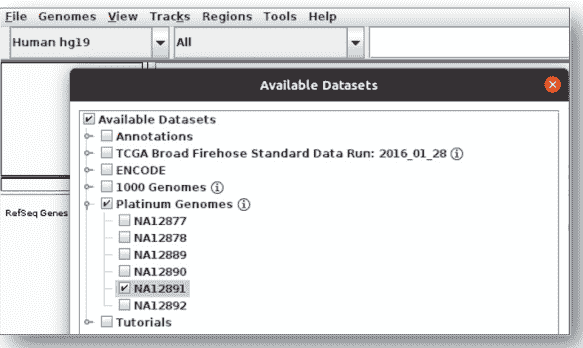 File Genomes View Tracks Regions Tools Help
Human hg19 All
Available Datasets
Available Datasets
Annotations
TCGA Broad Firehose Standard Data Run: 2016_01_28
ENCODE
1000 Genomes
Platinum Genomes
RefSeq Genes
NA12877
NA12878
NA12889
NA12890
NA12891
NA12892
Tutorials